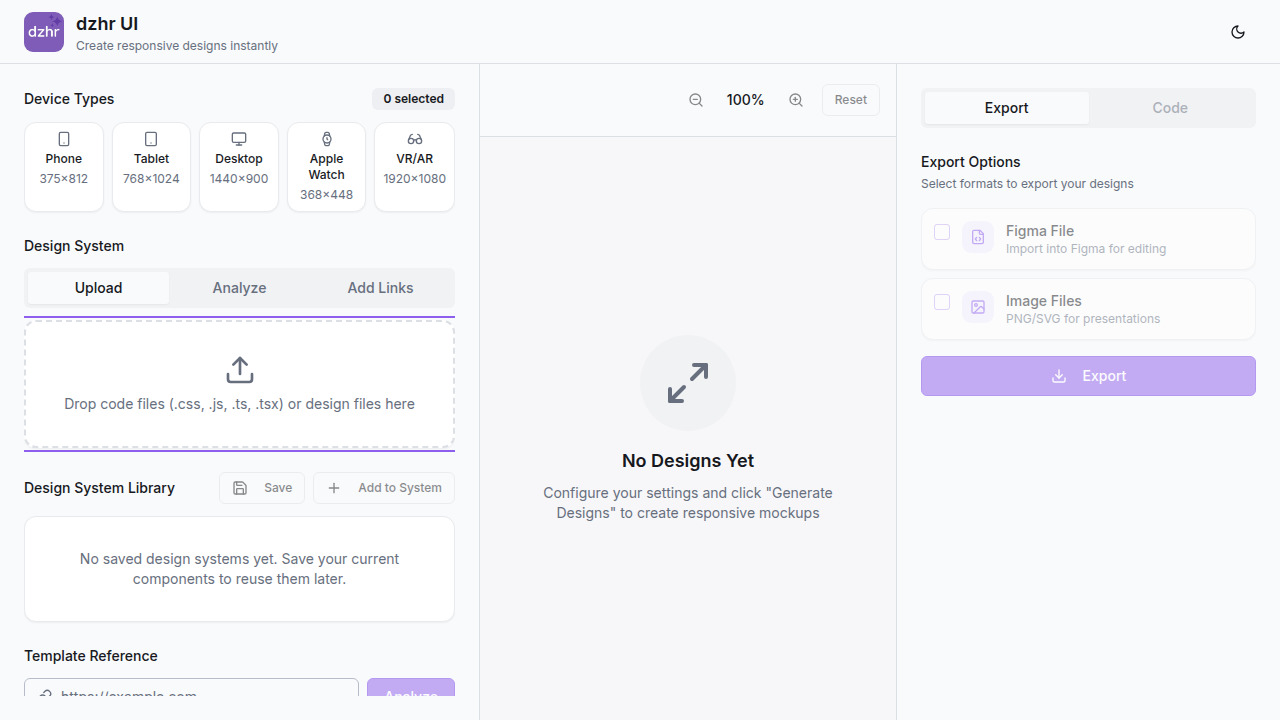 dzhr
dzhr UI
Create responsive designs instantly
Device Types
0 selected
Phone
375×812
Tablet
768×1024
Desktop
1440×900
Apple
Watch
368×448
VR/AR
1920×1080
Design System
Upload
Analyze
Add Links
Drop code files (.css, .js, .ts, .tsx) or design files here
Design System Library
Save
Add to System
No saved design systems yet. Save your current
components to reuse them later.
Template Reference
https://example.com
Analyze
100%
Reset
No Designs Yet
Configure your settings and click "Generate
Designs" to create responsive mockups
Export
Code
Export Options
Select formats to export your designs
Figma File
Import into Figma for editing
Image Files
PNG/SVG for presentations
Export